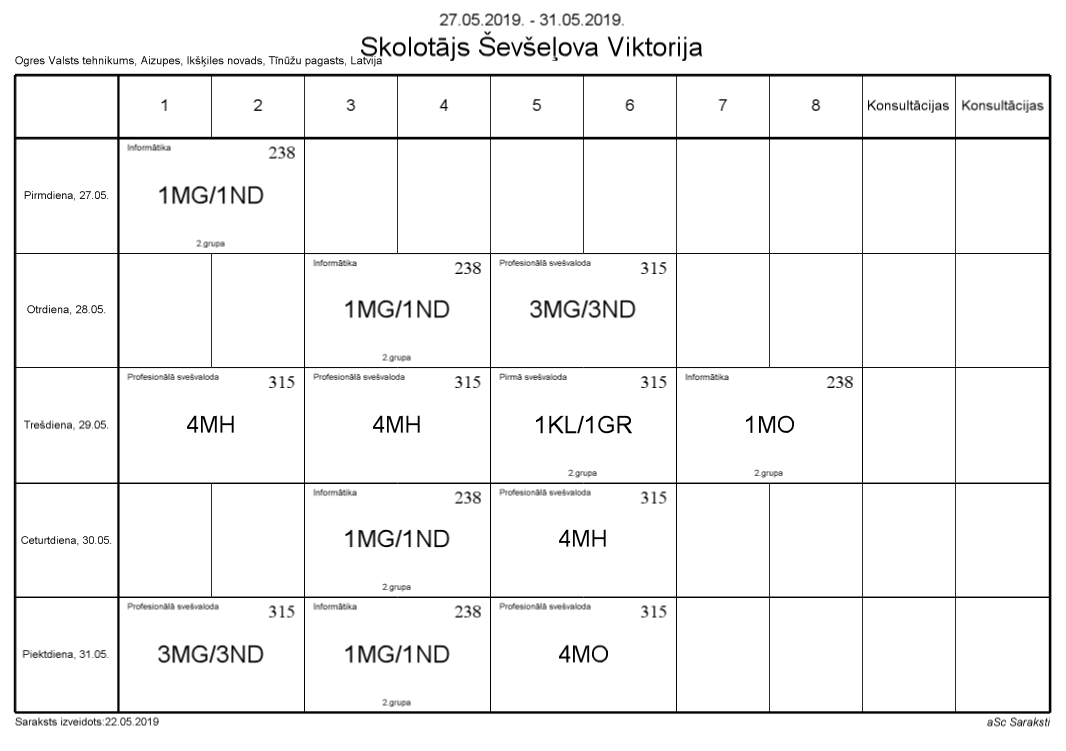 27.05.2019. - 31.05.2019.
Skolotājs Ševšeļova Viktorija
Ogres Valsts tehnikums, Aizupes, Ikšķiles novads, Tīnūžu pagasts, Latvija
1 2 3 4 5 6 7 8 Konsultācijas Konsultācijas
Pirmdiena, 27.05.
Informātika 238
1MG/1ND
2.grupa
Otrdiena, 28.05.
Informātika 238
1MG/1ND
2.grupa
Profesionālā svešvaloda 315
3MG/3ND
Trešdiena, 29.05.
Profesionālā svešvaloda 315
4MH
Profesionālā svešvaloda 315
4MH
Pirmā svešvaloda 315
1KL/1GR
2.grupa
Informātika 238
1MO
2.grupa
Ceturtdiena, 30.05.
Informātika 238
1MG/1ND
2.grupa
Profesionālā svešvaloda 315
4MH
Piektdiena, 31.05.
Profesionālā svešvaloda 315
3MG/3ND
Informātika 238
1MG/1ND
2.grupa
Profesionālā svešvaloda 315
4MO
Saraksts izveidots:22.05.2019
aSc Saraksti